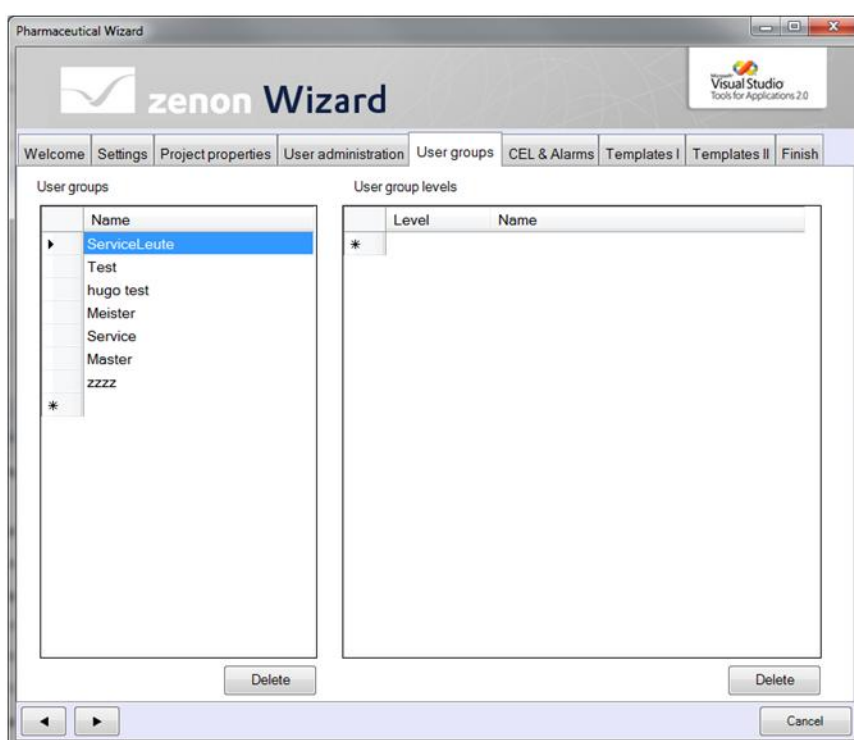 Pharmaceutical Wizard
zenon Wizard
Visual Studio
Tools for Applications 2.0
Welcome Settings Project properties User administration User groups CEL & Alarms Templates I Templates II Finish
User groups
Name
ServiceLeute
Test
hugo test
Meister
Service
Master
zzzz
Delete
User group levels
Level Name
Delete
Cancel